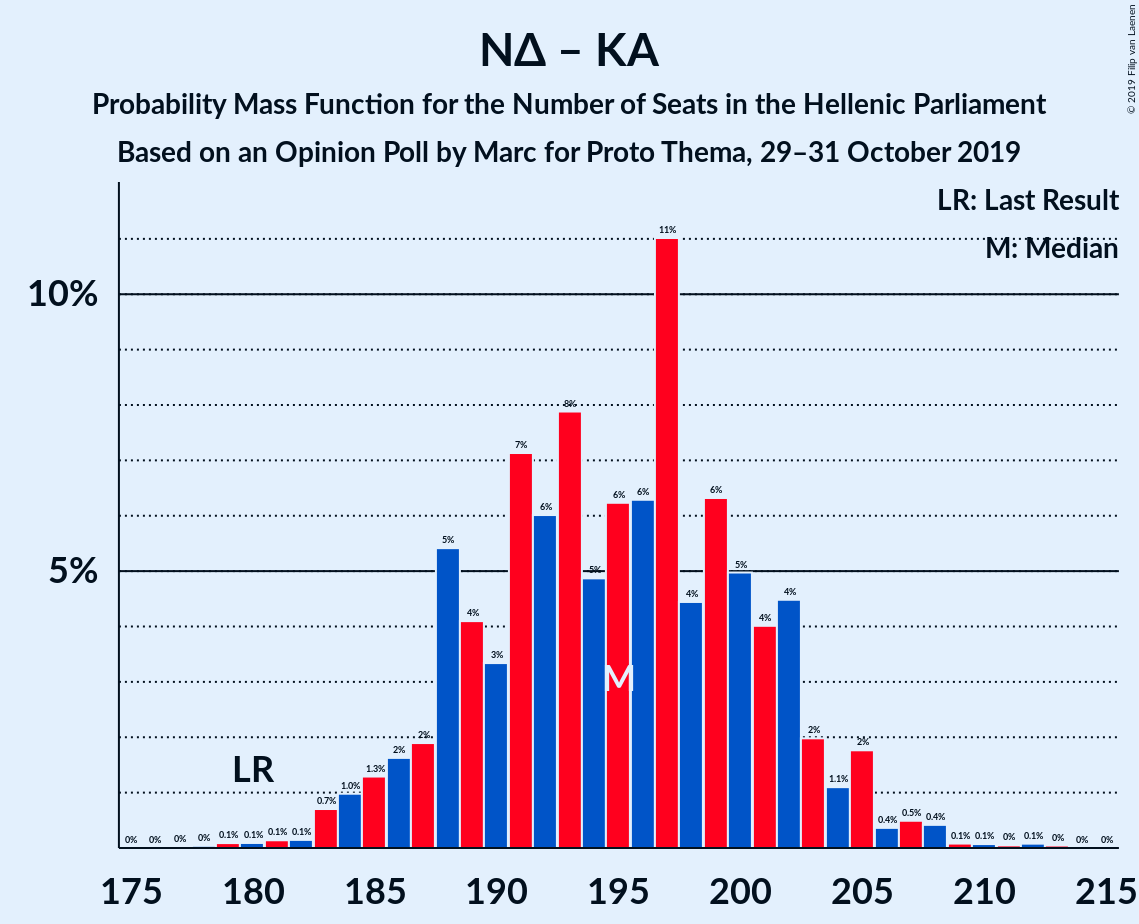 NΔ – KA
Probability Mass Function for the Number of Seats in the Hellenic Parliament
Based on an Opinion Poll by Marc for Proto Thema, 29–31 October 2019
© 2019 Filip van Laenen
LR: Last Result
M: Median
11%
10%
8%
7%
6% 6% 6% 6%
5%
5% 5% 5%
4% 4% 4% 4%
3%
M
2% 2% 2% 2%
LR
1.3%
1.0% 1.1%
0.7%
0% 0% 0% 0% 0.1% 0.1% 0.1% 0.1% 0.4% 0.5% 0.4% 0.1% 0.1% 0% 0.1% 0% 0% 0%
175 180 185 190 195 200 205 210 215